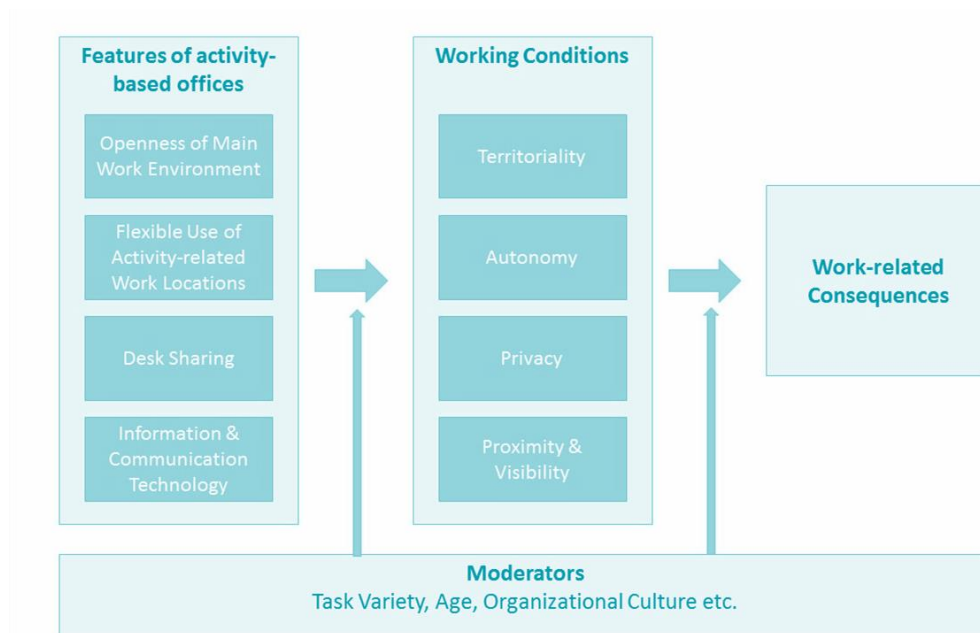 Features of activity-
based offices
Openness of Main
Work Environment
Flexible Use of
Activity-related
Work Locations
Desk Sharing
Information &
Communication
Technology
Working Conditions
Territoriality
Autonomy
Privacy
Proximity &
Visibility
Work-related
Consequences
Moderators
Task Variety, Age, Organizational Culture etc.